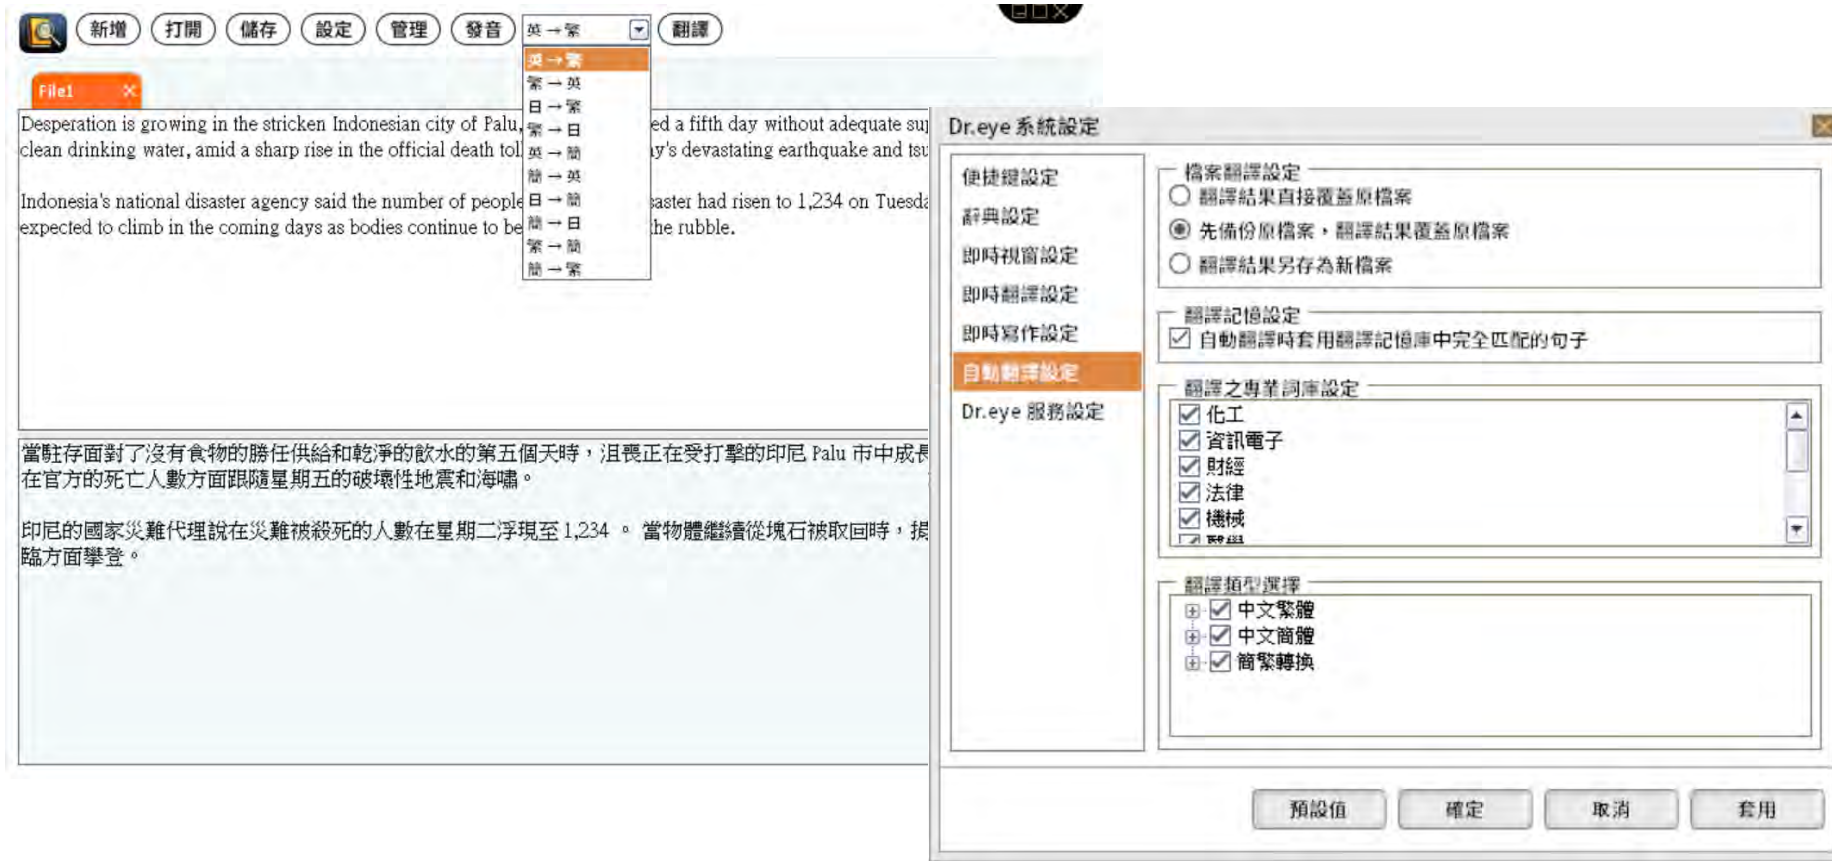 新增 打開 儲存 設定 管理 發音 英→繁 翻譯
英→繁
繁→英
日→繁
繁→日
英→簡
簡→英
日→簡
簡→日
繁→簡
簡→繁
File1
Desperation is growing in the stricken Indonesian city of Palu, ed a fifth day without adequate
clean drinking water, amid a sharp rise in the official death toll y's devastating earthquake and
Indonesia's national disaster agency said the number of people aster had risen to 1,234 on
expected to climb in the coming days as bodies continue to be he rubble.
當駐存面對了沒有食物的勝任供給和乾淨的飲水的第五個天時，沮喪正在受打擊的印尼 Palu 市中成長
在官方的死亡人數方面跟隨星期五的破壞性地震和海嘯。
印尼的國家災難代理說在災難被殺死的人數在星期二浮現至 1,234 。 當物體繼續從塊石被取回時，
臨方面攀登。
Dr.eye 系統設定
便捷鍵設定
辭典設定
即時視窗設定
即時翻譯設定
即時寫作設定
自動翻譯設定
Dr.eye 服務設定
檔案翻譯設定
翻譯結果直接覆蓋原檔案
先備份原檔案，翻譯結果覆蓋原檔案
翻譯結果另存為新檔案
翻譯記憶設定
自動翻譯時套用翻譯記憶庫中完全匹配的句子
翻譯之專業詞庫設定
化工
資訊電子
財經
法律
機械
醫學
翻譯類型選擇
中文繁體
中文簡體
簡繁轉換
預設值 確定 取消 套用